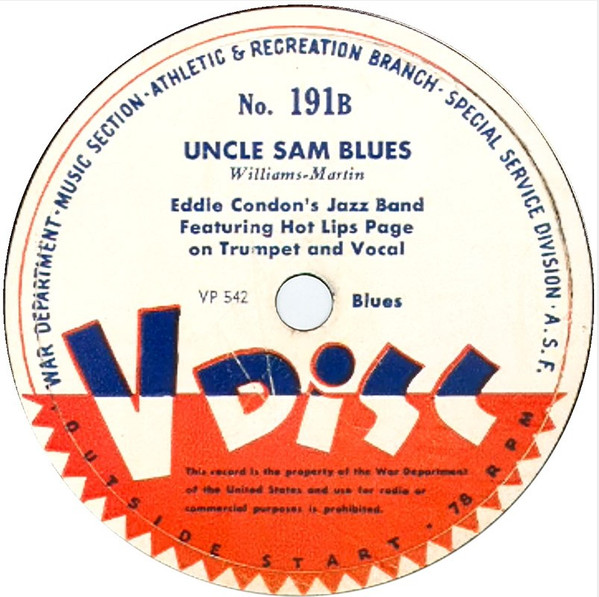 WAR DEPARTMENT · MUSIC SECTION · ATHLETIC & RECREATION BRANCH · SPECIAL SERVICE DIVISION · A.S.F.
No. 191B
UNCLE SAM BLUES
Williams-Martin
Eddie Condon's Jazz Band
Featuring Hot Lips Page
on Trumpet and Vocal
VP 542
Blues
V DISC
This record is the property of the War Department
of the United States and use for radio or
commercial purposes is prohibited.
OUTSIDE START · 78 RPM